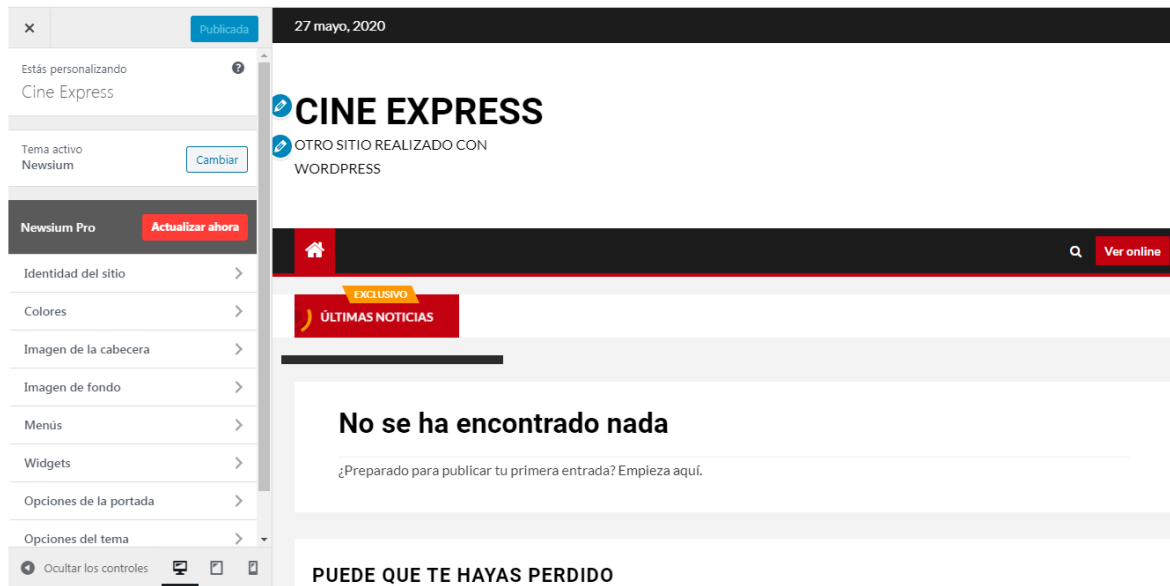 Publicada
Estás personalizando
Cine Express
Tema activo
Newsium
Cambiar
Newsium Pro
Actualizar ahora
Identidad del sitio
Colores
Imagen de la cabecera
Imagen de fondo
Menús
Widgets
Opciones de la portada
Opciones del tema
Ocultar los controles
27 mayo, 2020
CINE EXPRESS
OTRO SITIO REALIZADO CON
WORDPRESS
Ver online
EXCLUSIVO
ÚLTIMAS NOTICIAS
No se ha encontrado nada
¿Preparado para publicar tu primera entrada? Empieza aquí.
PUEDE QUE TE HAYAS PERDIDO